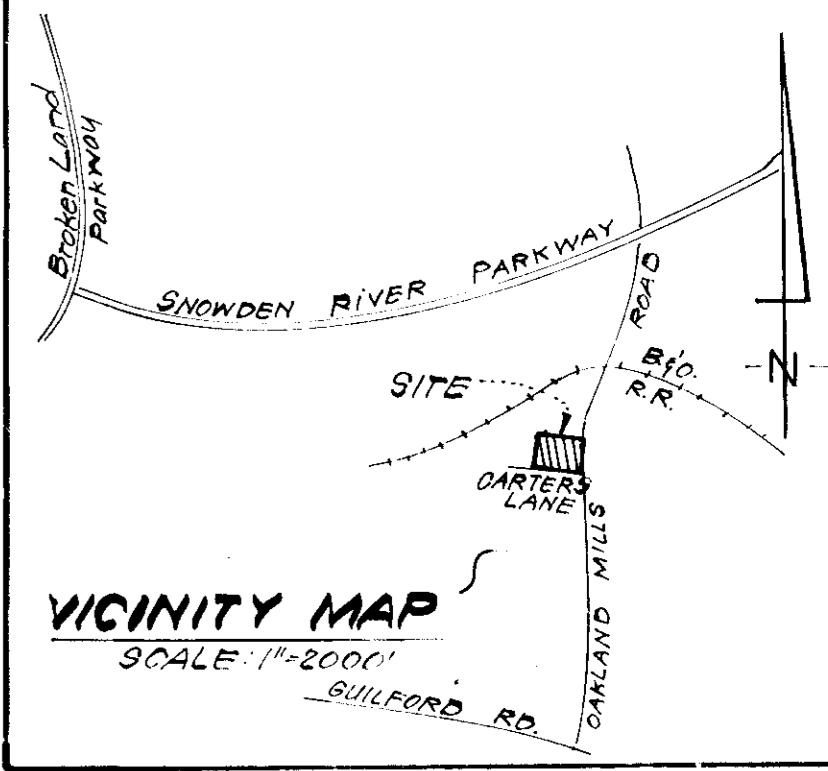 Broken Land
Parkway
SNOWDEN RIVER PARKWAY
ROAD
B&O.
R.R.
N
SITE
CARTERS
LANE
OAKLAND MILLS
VICINITY MAP
SCALE: 1"=2000'
GUILFORD RD.